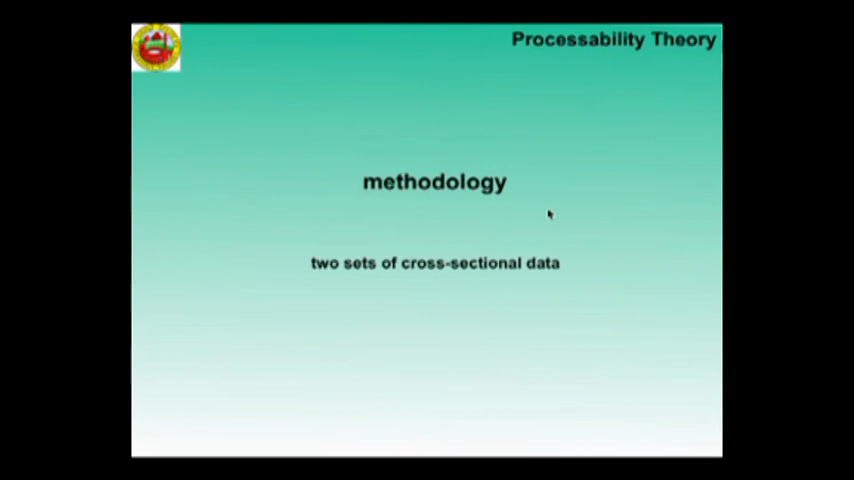 Processability Theory
methodology
two sets of cross-sectional data